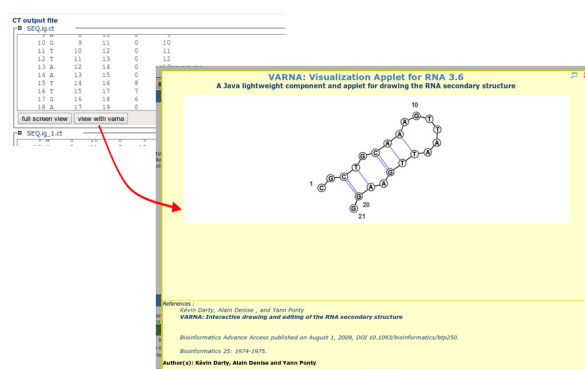 CT output file
SEQ.ig.ct
10 G 9 11 0 10
11 T 10 12 0 11
12 T 11 13 0 12
13 A 12 14 0
14 A 13 15 0
15 T 14 16 8
16 T 15 17 7
17 G 16 18 6
18 A 17 19 0
full screen view view with varna
SEQ.ig_1.ct
VARNA: Visualization Applet for RNA 3.6
A Java lightweight component and applet for drawing the RNA secondary structure
10
A G T
A T
A A
C A
G A
T T
C T
G G
1 C A
A
G 20
G
21
References :
Kévin Darty, Alain Denise , and Yann Ponty
VARNA: Interactive drawing and editing of the RNA secondary structure
Bioinformatics Advance Access published on August 1, 2009, DOI 10.1093/bioinformatics/btp250.
Bioinformatics 25: 1974-1975.
Author(s): Kévin Darty, Alain Denise and Yann Ponty